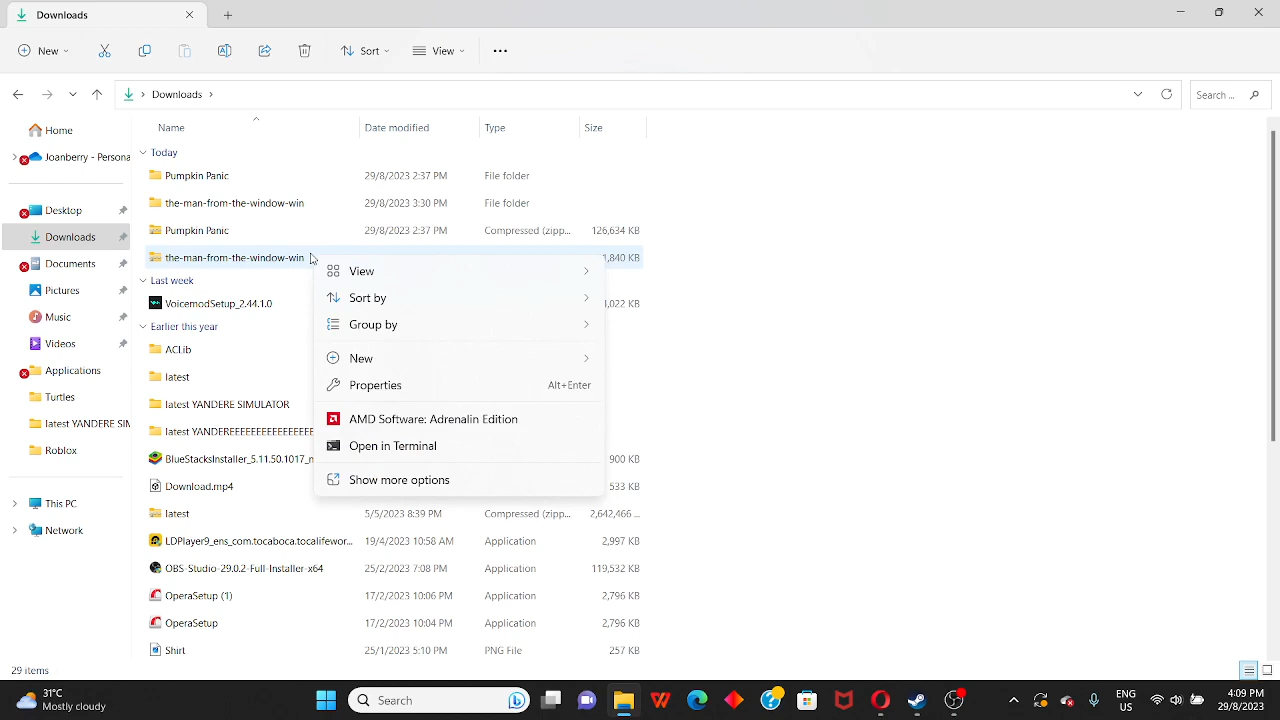 Downloads
New
Sort
View
Downloads
Search ...
Name Date modified Type Size
Home
Joanberry - Persona
Desktop
Downloads
Documents
Pictures
Music
Videos
Applications
Turtles
latest YANDERE SIM
Roblox
This PC
Network
Today
Pumpkin Panic 29/8/2023 2:37 PM File folder
the-man-from-the-window-win 29/8/2023 3:30 PM File folder
Pumpkin Panic 29/8/2023 2:37 PM Compressed (zipp... 126,634 KB
the-man-from-the-window-win 1,840 KB
Last week
VoicemodSetup_2.44.1.0 ,022 KB
Earlier this year
ACLib
latest
latest YANDERE SIMULATOR
latest YANDEREEEEEEEEEEEEE
BlueStacksInstaller_5.11.50.1017_n 900 KB
Download.mp4 533 KB
latest 5/5/2023 8:39 PM Compressed (zipp... 2,642,466 ...
LDPlayer9_ens_com.tocaboca.tocalifewor... 19/4/2023 10:58 AM Application 2,997 KB
OBS-Studio-29.0.2-Full-Installer-x64 25/2/2023 7:08 PM Application 119,532 KB
OperaSetup (1) 17/2/2023 10:06 PM Application 2,796 KB
OperaSetup 17/2/2023 10:04 PM Application 2,796 KB
Shirt 25/1/2023 5:10 PM PNG File 257 KB
View
Sort by
Group by
New
Properties Alt+Enter
AMD Software: Adrenalin Edition
Open in Terminal
Show more options
29 items
31°C
Mostly cloudy
Search
ENG
US
4:09 PM
29/8/2023